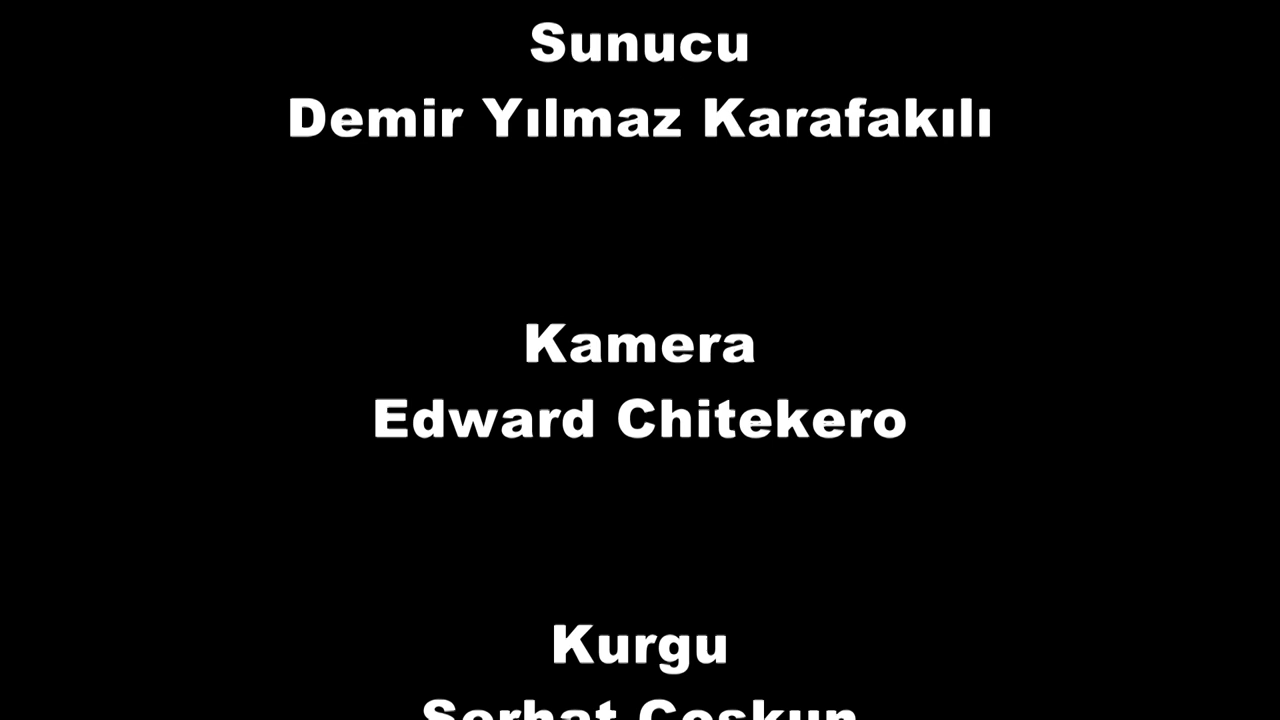 Sunucu
Demir Yılmaz Karafakılı
Kamera
Edward Chitekero
Kurgu